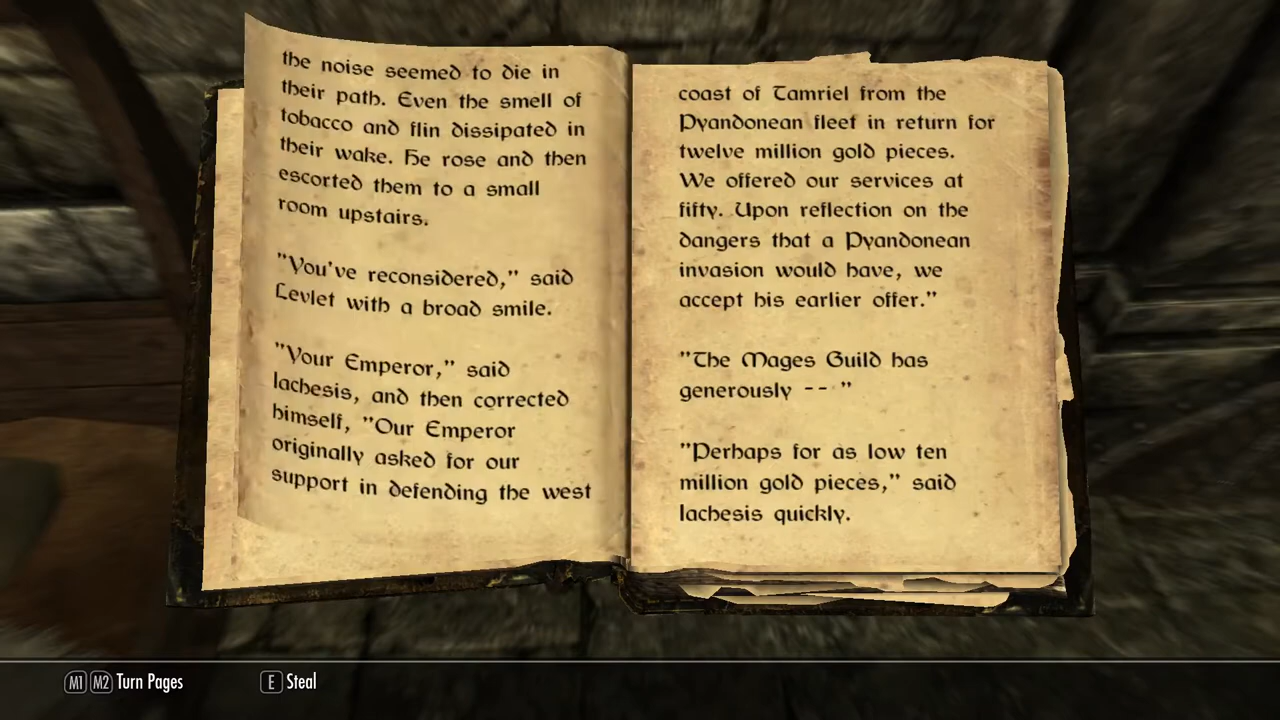 the noise seemed to die in
their path. Even the smell of
tobacco and flin dissipated in
their wake. He rose and then
escorted them to a small
room upstairs.
"You've reconsidered," said
Levlet with a broad smile.
"Your Emperor," said
Iachesis, and then corrected
himself, "Our Emperor
originally asked for our
support in defending the west
coast of Tamriel from the
Pyandonean fleet in return for
twelve million gold pieces.
We offered our services at
fifty. Upon reflection on the
dangers that a Pyandonean
invasion would have, we
accept his earlier offer."
"The Mages Guild has
generously -- "
"Perhaps for as low ten
million gold pieces," said
Iachesis quickly.
M1 M2 Turn Pages
E Steal